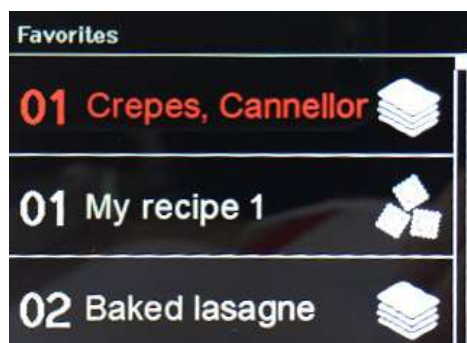 Favorites
01 Crepes, Cannellor
01 My recipe 1
02 Baked lasagne